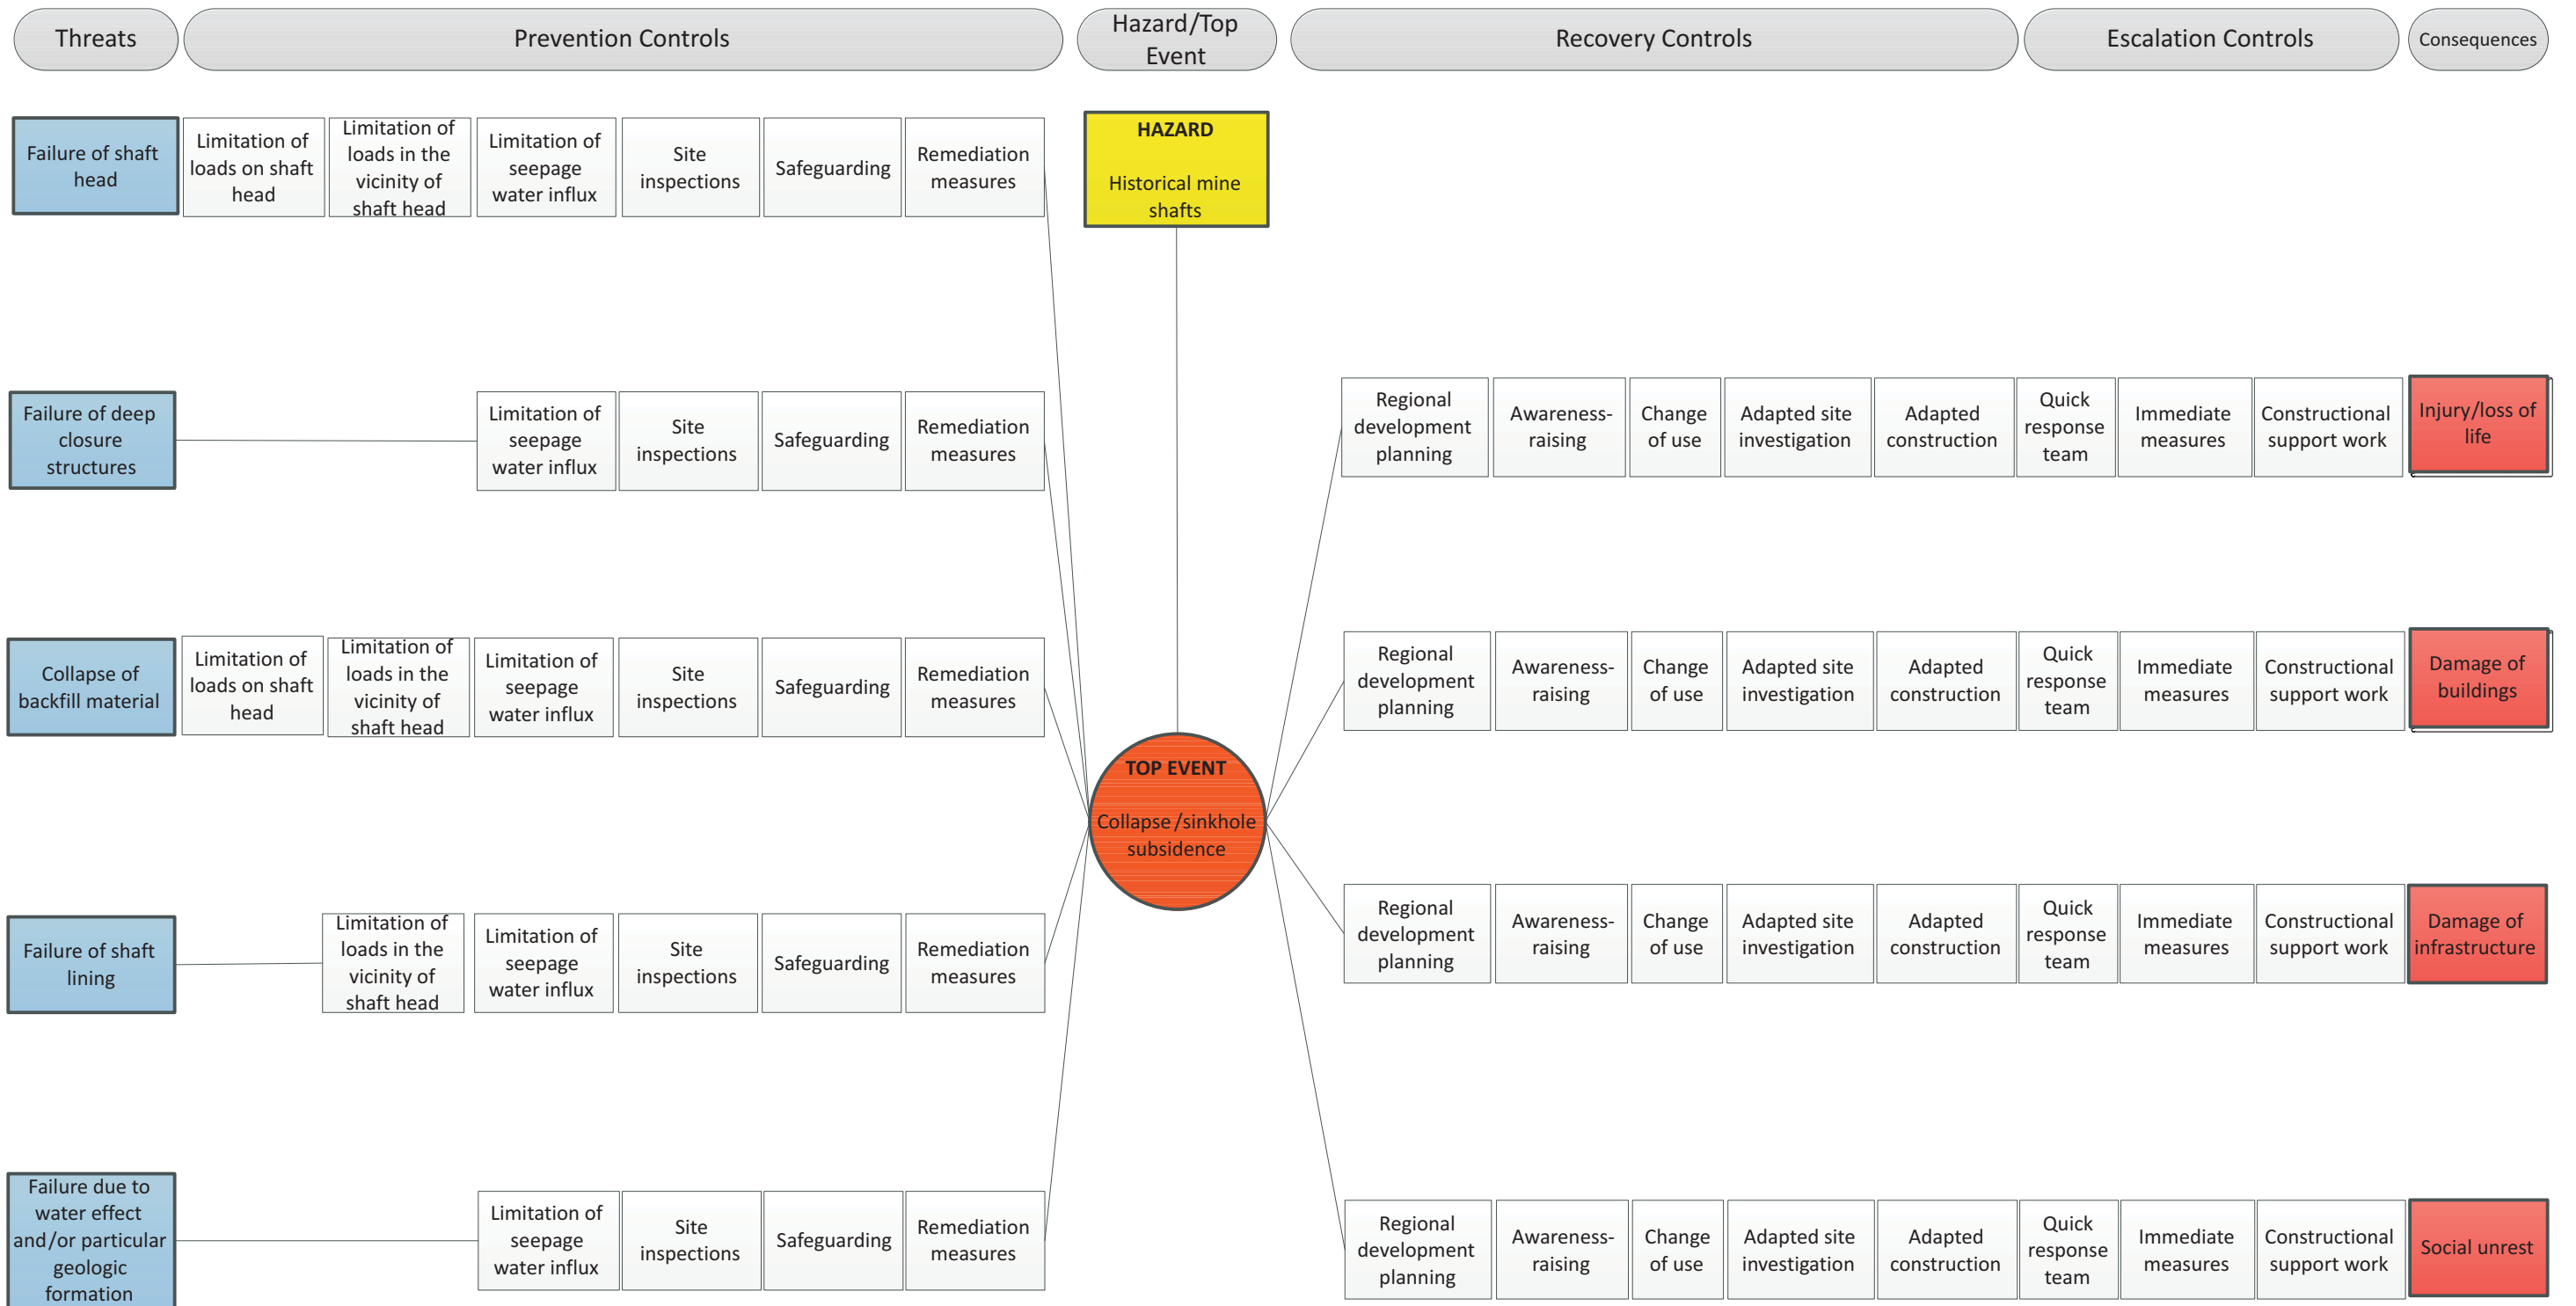 Threats
Prevention Controls
Hazard/Top
Event
Recovery Controls
Escalation Controls
Consequences
Failure of shaft
head
Limitation of
loads on shaft
head
Limitation of
loads in the
vicinity of
shaft head
Limitation of
seepage
water influx
Site
inspections
Safeguarding
Remediation
measures
HAZARD
Historical mine
shafts
Failure of deep
closure
structures
Limitation of
seepage
water influx
Site
inspections
Safeguarding
Remediation
measures
Regional
development
planning
Awareness-
raising
Change
of use
Adapted site
investigation
Adapted
construction
Quick
response
team
Immediate
measures
Constructional
support work
Injury/loss of
life
Collapse of
backfill material
Limitation of
loads on shaft
head
Limitation of
loads in the
vicinity of
shaft head
Limitation of
seepage
water influx
Site
inspections
Safeguarding
Remediation
measures
Regional
development
planning
Awareness-
raising
Change
of use
Adapted site
investigation
Adapted
construction
Quick
response
team
Immediate
measures
Constructional
support work
Damage of
buildings
TOP EVENT
Collapse/sinkhole
subsidence
Failure of shaft
lining
Limitation of
loads in the
vicinity of
shaft head
Limitation of
seepage
water influx
Site
inspections
Safeguarding
Remediation
measures
Regional
development
planning
Awareness-
raising
Change
of use
Adapted site
investigation
Adapted
construction
Quick
response
team
Immediate
measures
Constructional
support work
Damage of
infrastructure
Failure due to
water effect
and/or particular
geologic
formation
Limitation of
seepage
water influx
Site
inspections
Safeguarding
Remediation
measures
Regional
development
planning
Awareness-
raising
Change
of use
Adapted site
investigation
Adapted
construction
Quick
response
team
Immediate
measures
Constructional
support work
Social unrest